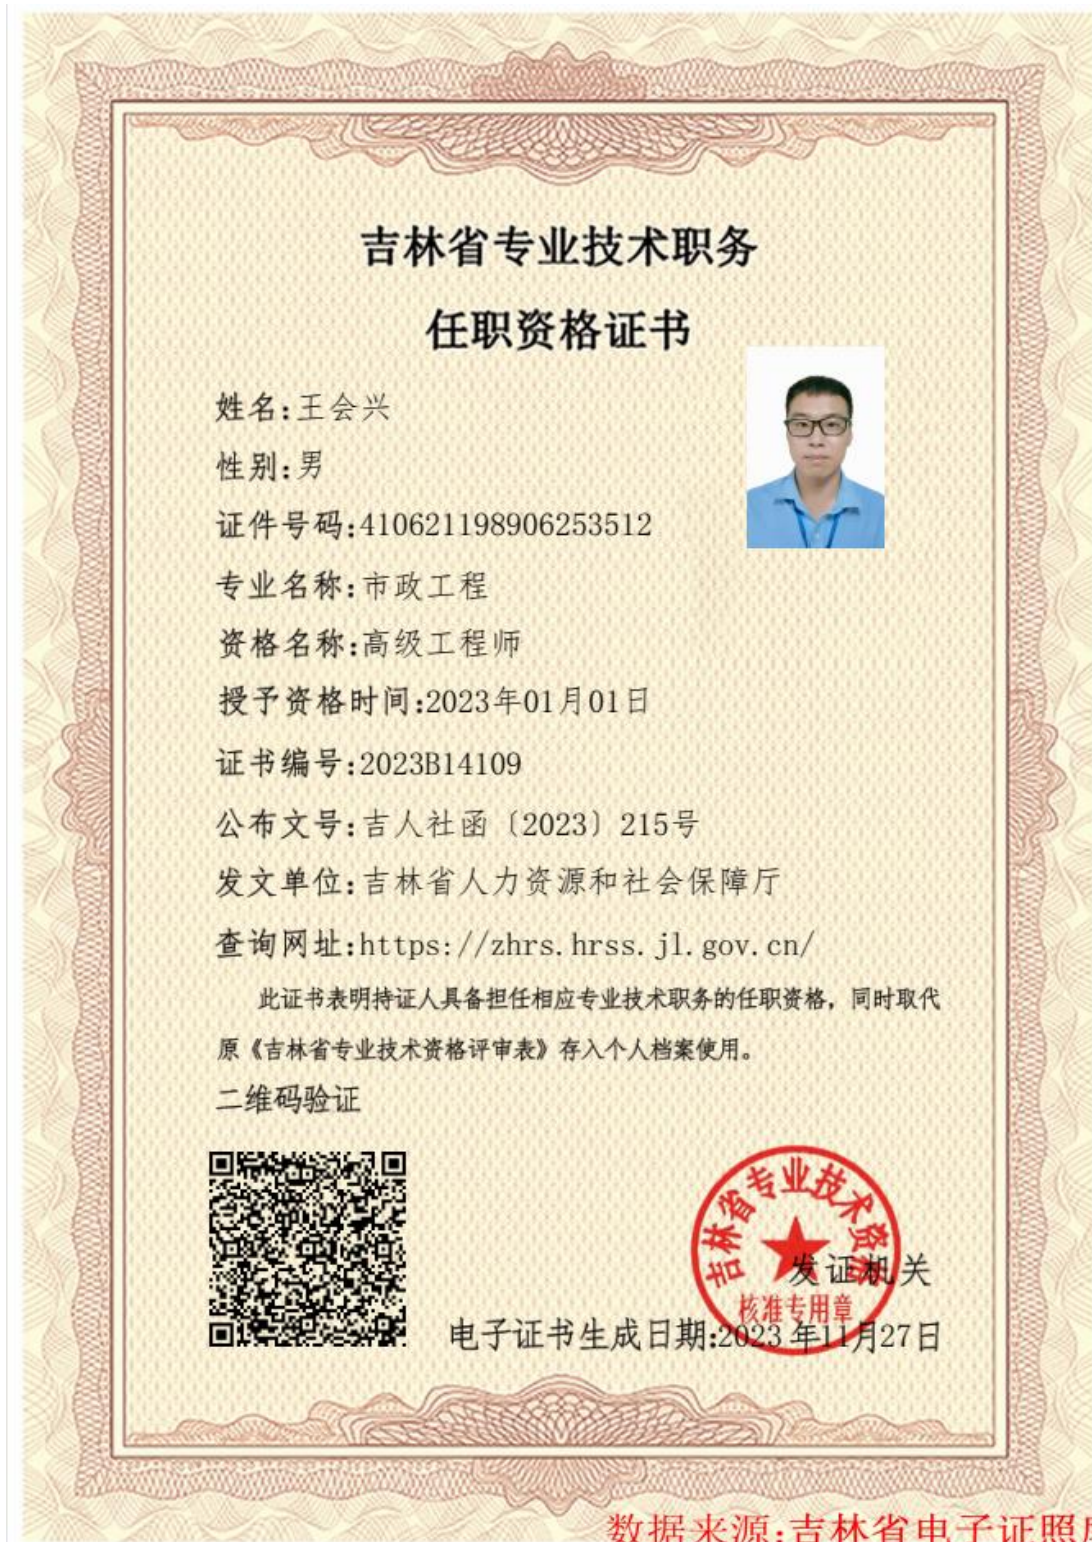 吉林省专业技术职务
任职资格证书
姓名:王会兴
性别:男
证件号码:410621198906253512
专业名称:市政工程
资格名称:高级工程师
授予资格时间:2023年01月01日
证书编号:2023B14109
公布文号:吉人社函〔2023〕215号
发文单位:吉林省人力资源和社会保障厅
查询网址:https://zhrs.hrss.jl.gov.cn/
此证书表明持证人具备担任相应专业技术职务的任职资格，同时取代
原《吉林省专业技术资格评审表》存入个人档案使用。
二维码验证
吉林省专业技术资
核准专用章
发证机关
电子证书生成日期:2023年11月27日
数据来源:吉林省电子证照